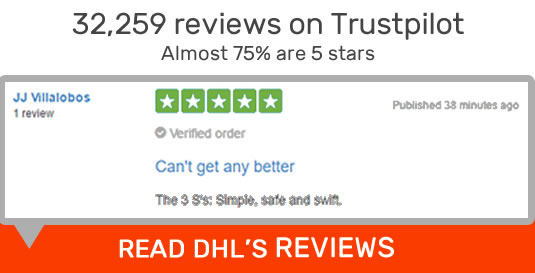 32,259 reviews on Trustpilot
Almost 75% are 5 stars
JJ Villalobos
1 review
Published 38 minutes ago
Verified order
Can't get any better
The 3 S's: Simple, safe and swift.
READ DHL'S REVIEWS